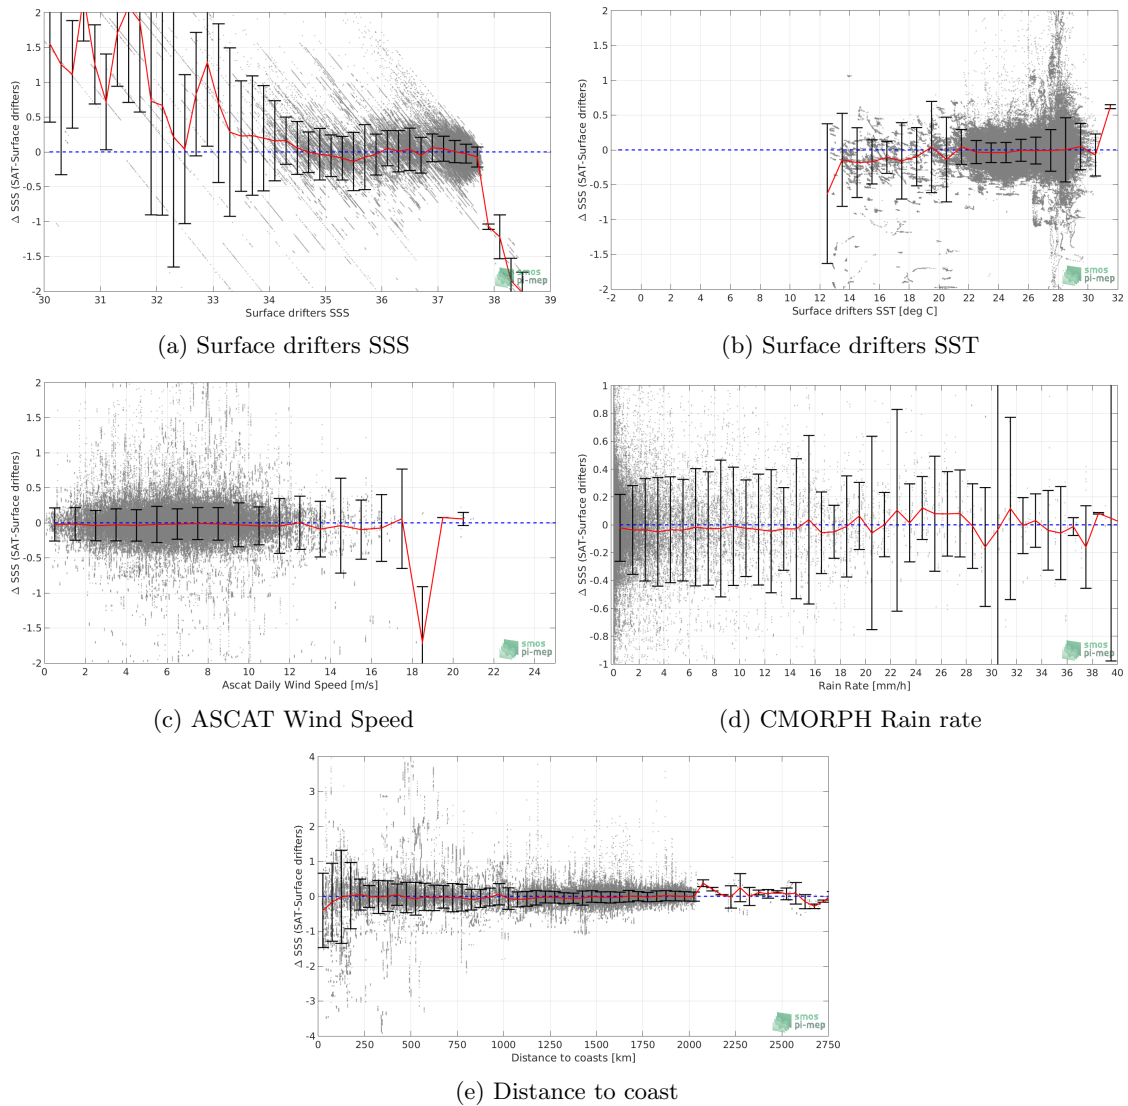 2
1.5
1
0.5
0
-0.5
-1
-1.5
-2
Δ SSS (SAT-Surface drifters)
30 31 32 33 34 35 36 37 38 39
Surface drifters SSS
smos
pi-mep
(a) Surface drifters SSS
2
1.5
1
0.5
0
-0.5
-1
-1.5
-2
Δ SSS (SAT-Surface drifters)
-2 0 2 4 6 8 10 12 14 16 18 20 22 24 26 28 30 32
Surface drifters SST [deg C]
smos
pi-mep
(b) Surface drifters SST
2
1.5
1
0.5
0
-0.5
-1
-1.5
-2
Δ SSS (SAT-Surface drifters)
0 2 4 6 8 10 12 14 16 18 20 22 24
Ascat Daily Wind Speed [m/s]
smos
pi-mep
(c) ASCAT Wind Speed
1
0.8
0.6
0.4
0.2
0
-0.2
-0.4
-0.6
-0.8
-1
Δ SSS (SAT-Surface drifters)
0 2 4 6 8 10 12 14 16 18 20 22 24 26 28 30 32 34 36 38 40
Rain Rate [mm/h]
smos
pi-mep
(d) CMORPH Rain rate
4
3
2
1
0
-1
-2
-3
-4
Δ SSS (SAT-Surface drifters)
0 250 500 750 1000 1250 1500 1750 2000 2250 2500 2750
Distance to coasts [km]
smos
pi-mep
(e) Distance to coast